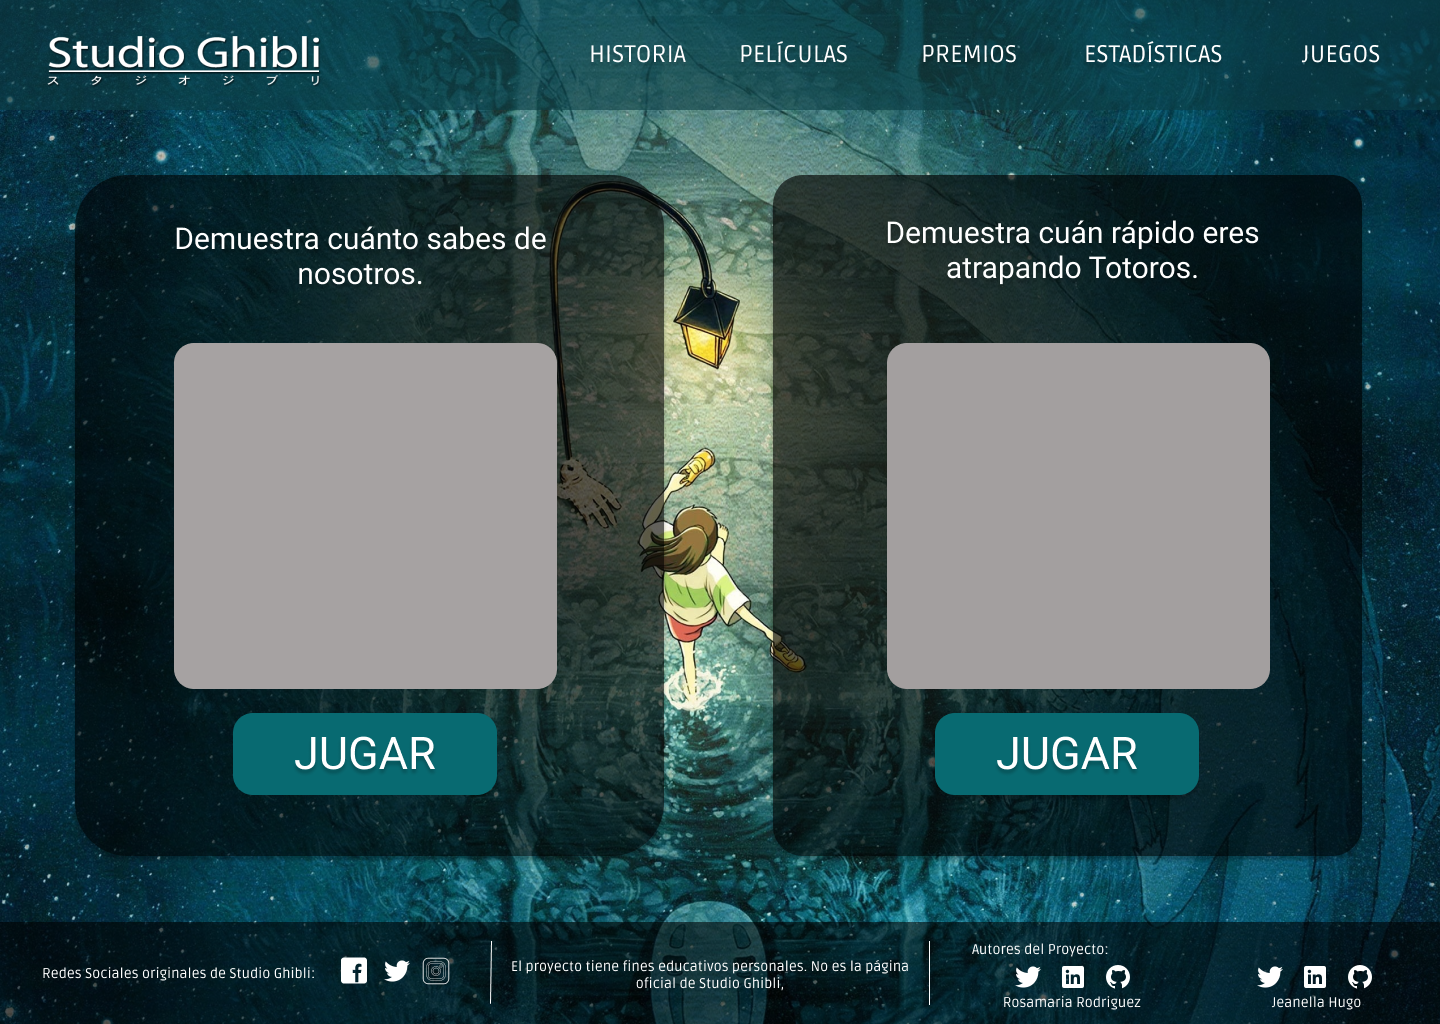 Studio Ghibli
スタジオジブリ
HISTORIA PELÍCULAS PREMIOS ESTADÍSTICAS JUEGOS
Demuestra cuánto sabes de
nosotros.
JUGAR
Demuestra cuán rápido eres
atrapando Totoros.
JUGAR
Redes Sociales originales de Studio Ghibli:
El proyecto tiene fines educativos personales. No es la página
oficial de Studio Ghibli,
Autores del Proyecto:
Rosamaria Rodriguez
Jeanella Hugo